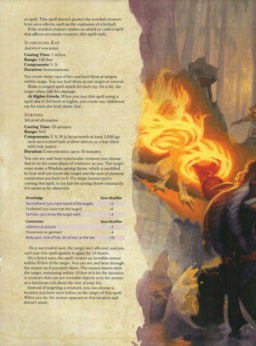 or spell. This spell doesn't protect the warded creature
from area effects, such as the explosion of a fireball.
If the warded creature makes an attack or casts a spell
that affects an enemy creature, this spell ends.
SCORCHING RAY
2nd-level evocation
Casting Time: 1 action
Range: 120 feet
Components: V, S
Duration: Instantaneous
You create three rays of fire and hurl them at targets
within range. You can hurl them at one target or several.
Make a ranged spell attack for each ray. On a hit, the
target takes 2d6 fire damage.
At Higher Levels. When you cast this spell using a
spell slot of 3rd level or higher, you create one additional
ray for each slot level above 2nd.
SCRYING
5th-level divination
Casting Time: 10 minutes
Range: Self
Components: V, S, M (a focus worth at least 1,000 gp,
such as a crystal ball, a silver mirror, or a font filled
with holy water)
Duration: Concentration, up to 10 minutes
You can see and hear a particular creature you choose
that is on the same plane of existence as you. The target
must make a Wisdom saving throw, which is modified
by how well you know the target and the sort of physical
connection you have to it. If a target knows you're
casting this spell, it can fail the saving throw voluntarily
if it wants to be observed.
Knowledge Save Modifier
Secondhand (you have heard of the target) +5
Firsthand (you have met the target) +0
Familiar (you know the target well) −5
Connection Save Modifier
Likeness or picture −2
Possession or garment −4
Body part, lock of hair, bit of nail, or the like −10
On a successful save, the target isn't affected, and you
can't use this spell against it again for 24 hours.
On a failed save, the spell creates an invisible sensor
within 10 feet of the target. You can see and hear through
the sensor as if you were there. The sensor moves with
the target, remaining within 10 feet of it for the duration.
A creature that can see invisible objects sees the sensor
as a luminous orb about the size of your fist.
Instead of targeting a creature, you can choose a
location you have seen before as the target of this spell.
When you do, the sensor appears at that location and
doesn't move.